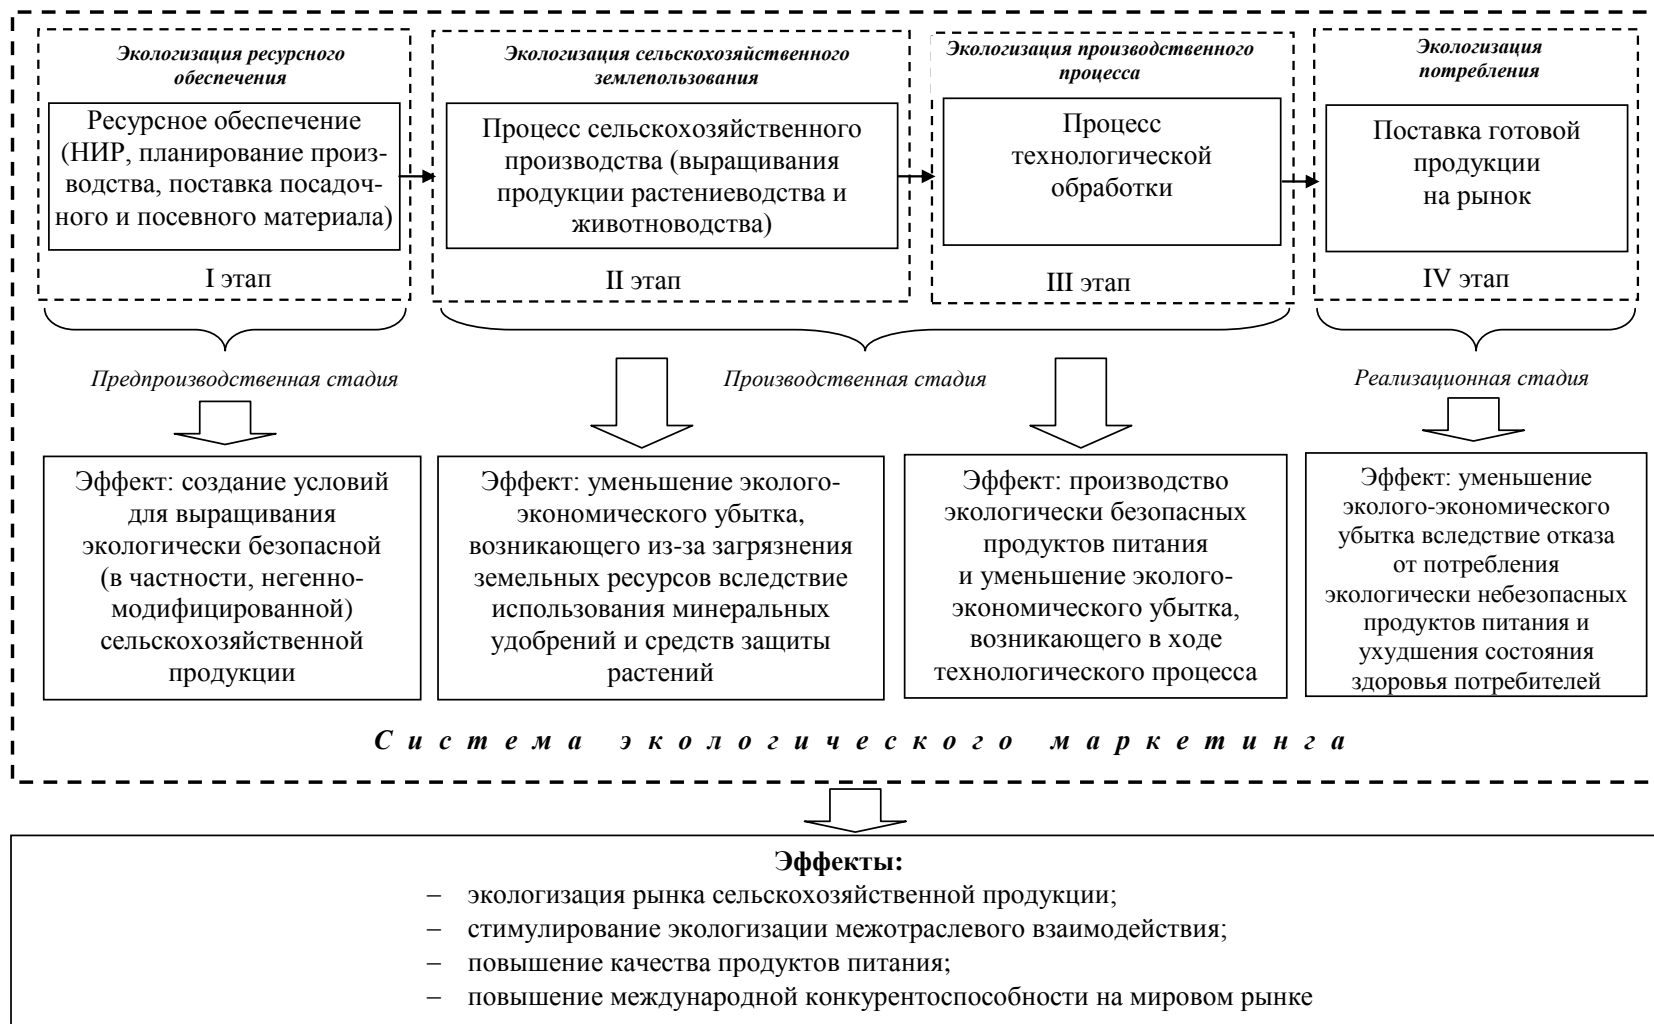 Экологизация ресурсного
обеспечения
Ресурсное обеспечение
(НИР, планирование произ-
водства, поставка посадоч-
ного и посевного материала)
I этап
Экологизация сельскохозяйственного
землепользования
Процесс сельскохозяйственного
производства (выращивания
продукции растениеводства и
животноводства)
II этап
Экологизация производственного
процесса
Процесс
технологической
обработки
III этап
Экологизация
потребления
Поставка готовой
продукции
на рынок
IV этап
Предпроизводственная стадия
Производственная стадия
Реализационная стадия
Эффект: создание условий
для выращивания
экологически безопасной
(в частности, негенно-
модифицированной)
сельскохозяйственной
продукции
Эффект: уменьшение эколого-
экономического убытка,
возникающего из-за загрязнения
земельных ресурсов вследствие
использования минеральных
удобрений и средств защиты
растений
Эффект: производство
экологически безопасных
продуктов питания
и уменьшение эколого-
экономического убытка,
возникающего в ходе
технологического процесса
Эффект: уменьшение
эколого-экономического
убытка вследствие отказа
от потребления
экологически небезопасных
продуктов питания и
ухудшения состояния
здоровья потребителей
Система экологического маркетинга
Эффекты:
– экологизация рынка сельскохозяйственной продукции;
– стимулирование экологизации межотраслевого взаимодействия;
– повышение качества продуктов питания;
– повышение международной конкурентоспособности на мировом рынке